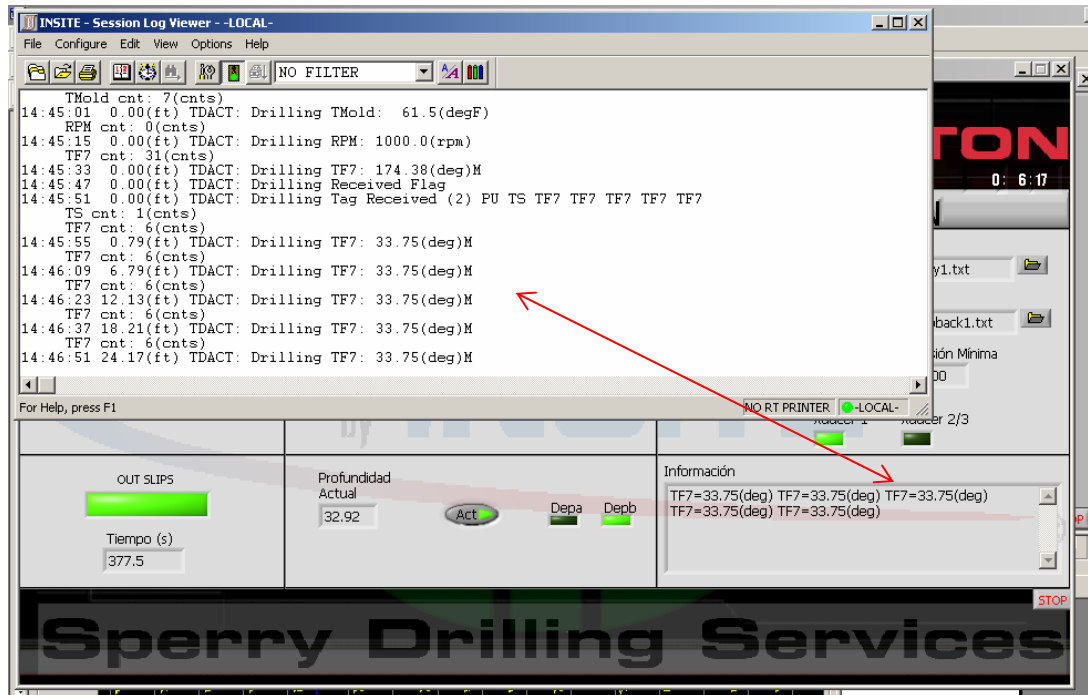 INSITE - Session Log Viewer - -LOCAL-
File Configure Edit View Options Help
NO FILTER
TMold cnt: 7(cnts)
14:45:01 0.00(ft) TDACT: Drilling TMold: 61.5(degF)
RPM cnt: 0(cnts)
14:45:15 0.00(ft) TDACT: Drilling RPM: 1000.0(rpm)
TF7 cnt: 31(cnts)
14:45:33 0.00(ft) TDACT: Drilling TF7: 174.38(deg)M
14:45:47 0.00(ft) TDACT: Drilling Received Flag
14:45:51 0.00(ft) TDACT: Drilling Tag Received (2) PU TS TF7 TF7 TF7 TF7 TF7
TS cnt: 1(cnts)
TF7 cnt: 6(cnts)
14:45:55 0.79(ft) TDACT: Drilling TF7: 33.75(deg)M
TF7 cnt: 6(cnts)
14:46:09 6.79(ft) TDACT: Drilling TF7: 33.75(deg)M
TF7 cnt: 6(cnts)
14:46:23 12.13(ft) TDACT: Drilling TF7: 33.75(deg)M
TF7 cnt: 6(cnts)
14:46:37 18.21(ft) TDACT: Drilling TF7: 33.75(deg)M
TF7 cnt: 6(cnts)
14:46:51 24.17(ft) TDACT: Drilling TF7: 33.75(deg)M
For Help, press F1
NO RT PRINTER -LOCAL-
TON
0: 6:17
N
y1.txt
back1.txt
ión Mínima
00
2/3
by
OUT SLIPS
Tiempo (s)
377.5
Profundidad
Actual
32.92
Act
Depa Depb
Información
TF7=33.75(deg) TF7=33.75(deg) TF7=33.75(deg)
TF7=33.75(deg) TF7=33.75(deg)
STOP
Sperry Drilling Services